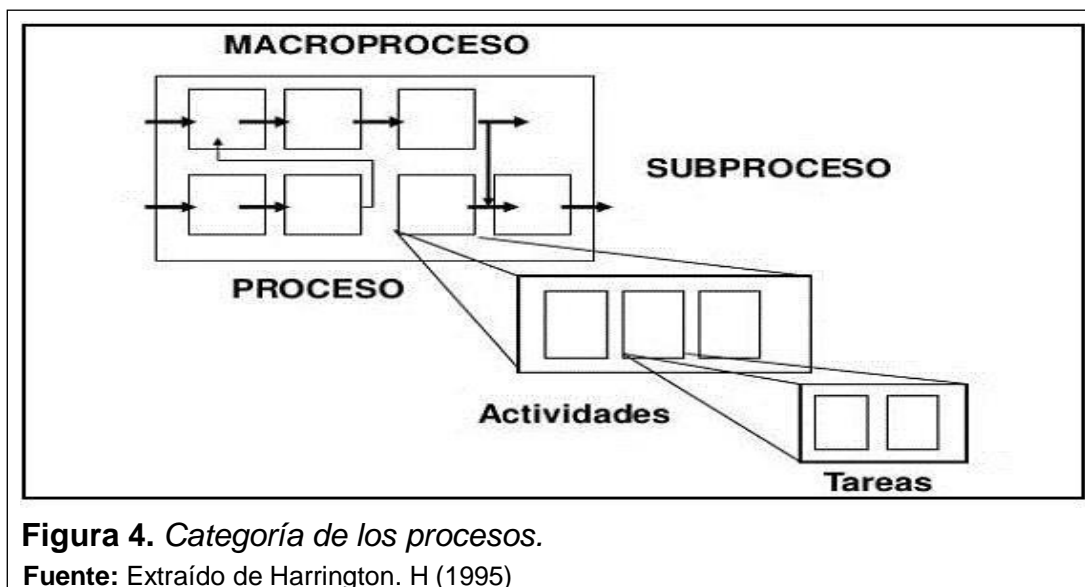 MACROPROCESO
SUBPROCESO
PROCESO
Actividades
Tareas
Figura 4. Categoría de los procesos.
Fuente: Extraído de Harrington. H (1995)